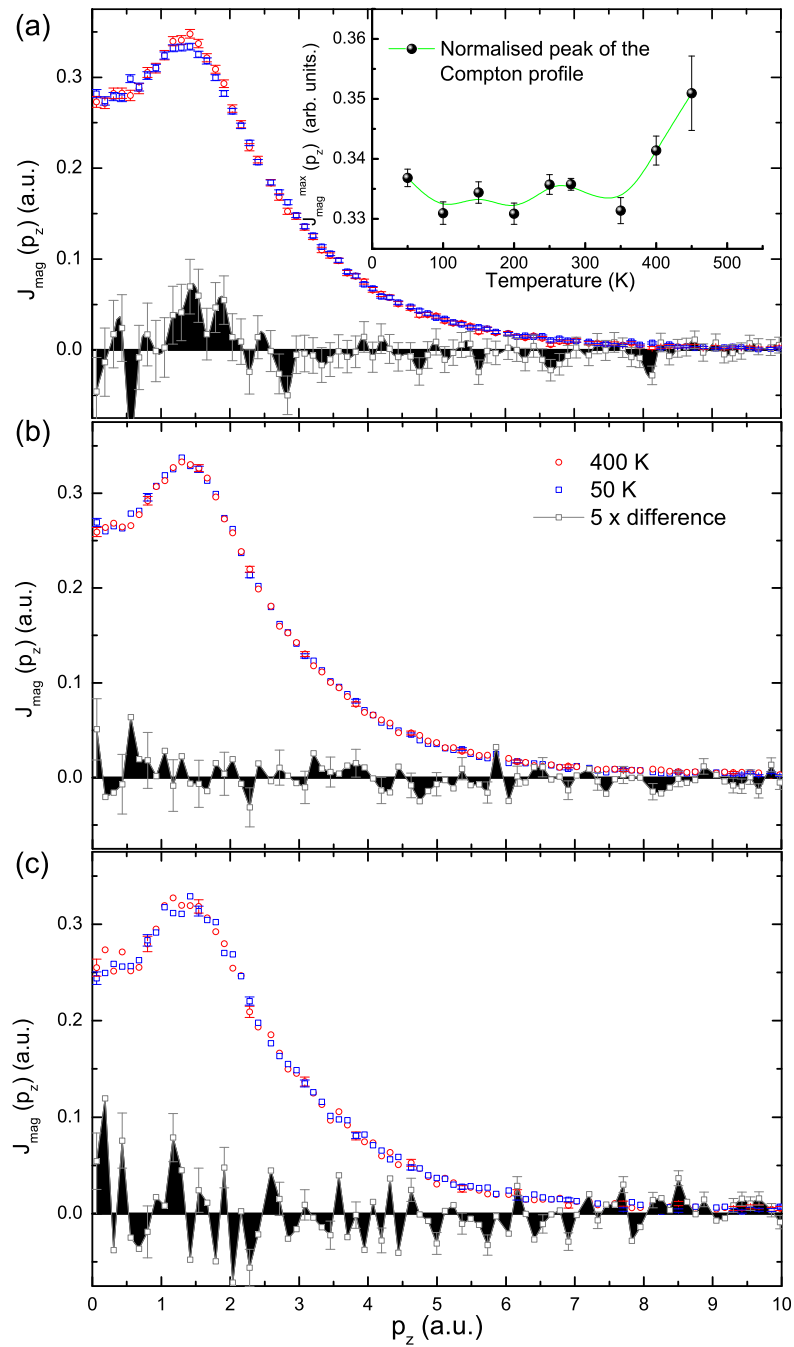 (a)
0.3
0.2
0.1
0.0
J_mag (p_z) (a.u.)
0.36
0.35
0.34
0.33
J_mag^max (p_z) (arb. units.)
Normalised peak of the
Compton profile
0 100 200 300 400 500
Temperature (K)
(b)
0.3
0.2
0.1
0.0
J_mag (p_z) (a.u.)
400 K
50 K
5 x difference
(c)
0.3
0.2
0.1
0.0
J_mag (p_z) (a.u.)
0 1 2 3 4 5 6 7 8 9 10
p_z (a.u.)